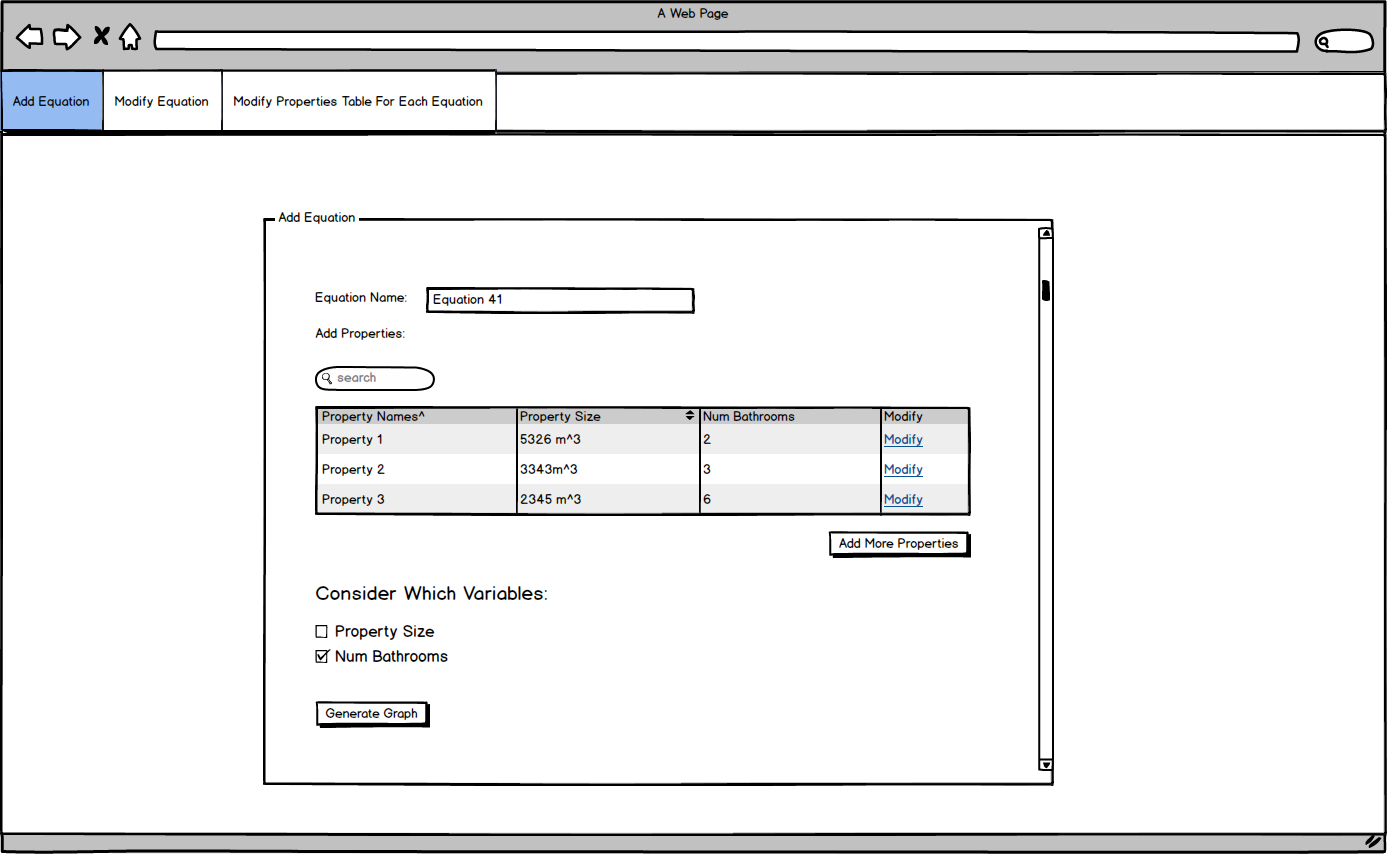 A Web Page
Add Equation Modify Equation Modify Properties Table For Each Equation
Add Equation
Equation Name: Equation 41
Add Properties:
search
Property Names^ Property Size Num Bathrooms Modify
Property 1 5326 m^3 2 Modify
Property 2 3343m^3 3 Modify
Property 3 2345 m^3 6 Modify
Add More Properties
Consider Which Variables:
Property Size
Num Bathrooms
Generate Graph